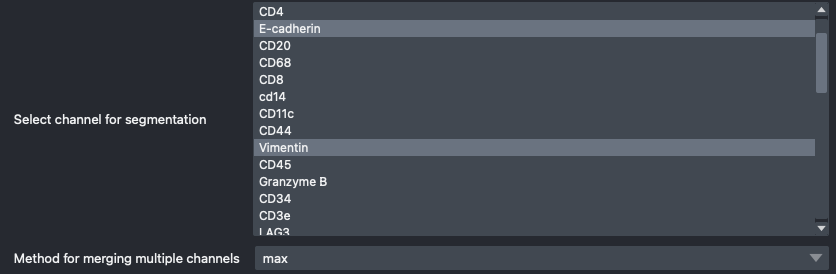 CD4
E-cadherin
CD20
CD68
CD8
cd14
Select channel for segmentation
CD11c
CD44
Vimentin
CD45
Granzyme B
CD34
CD3e
LAG3
Method for merging multiple channels max